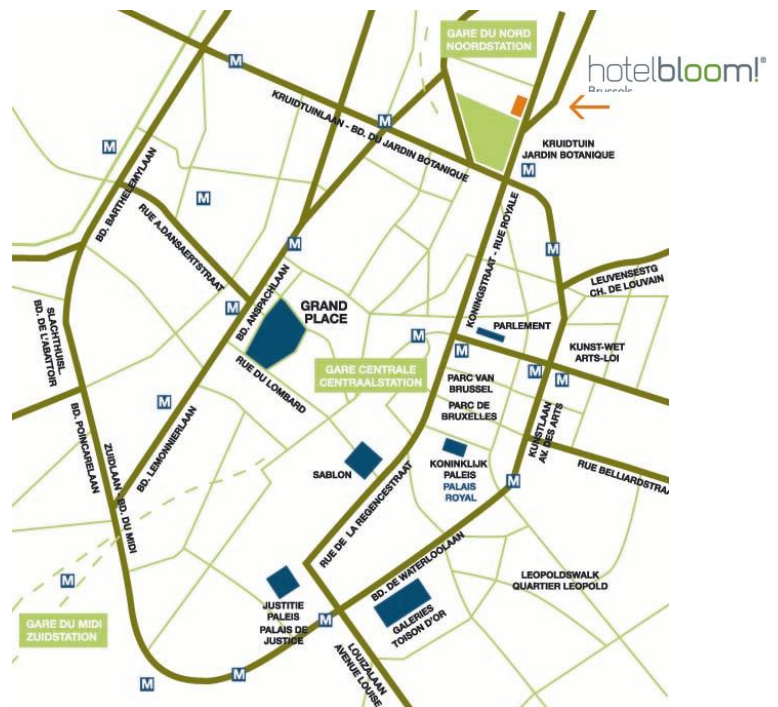 GARE DU NORD
NOORDSTATION
hotelbloom!®
Brussels
M
KRUIDTUINLAAN - BD. DU JARDIN BOTANIQUE
M
KRUIDTUIN
JARDIN BOTANIQUE
M
M
BD. BARTHELEMYLAAN
M
RUE A.DANSAERTSTRAAT
KONINGSTRAAT - RUE ROYALE
M
M
LEUVENSESTG
CH. DE LOUVAIN
BD. ANSPACHLAAN
M
GRAND
PLACE
PARLEMENT
SLACHTHUISL.
BD. DE L'ABATTOIR
M
M
KUNST-WET
ARTS-LOI
RUE DU LOMBARD
GARE CENTRALE
CENTRAALSTATION
M
M
PARC VAN
BRUSSEL
PARC DE
BRUXELLES
M
BD. POINCARELAAN
BD. LEMONNIERLAAN
KUNSTLAAN
AV. DES ARTS
ZUIDLAAN - BD. DU MIDI
SABLON
KONINKLIJK
PALEIS
PALAIS
ROYAL
RUE BELLIARDSTRAA
M
RUE DE LA REGENCESTRAAT
M
BD. DE WATERLOOLAAN
LEOPOLDSWALK
QUARTIER LEOPOLD
GARE DU MIDI
ZUIDSTATION
JUSTITIE
PALEIS
PALAIS DE
JUSTICE
M
GALERIES
TOISON D'OR
LOUIZALAAN
AVENUE LOUISE
M
M